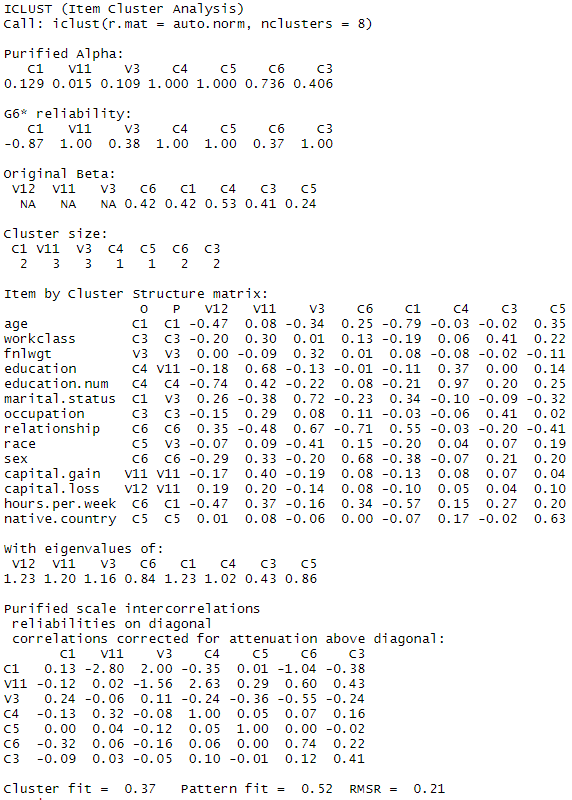 ICLUST (Item Cluster Analysis)
Call: iclust(r.mat = auto.norm, nclusters = 8)
Purified Alpha:
C1 V11 V3 C4 C5 C6 C3
0.129 0.015 0.109 1.000 1.000 0.736 0.406
G6* reliability:
C1 V11 V3 C4 C5 C6 C3
-0.87 1.00 0.38 1.00 1.00 0.37 1.00
Original Beta:
V12 V11 V3 C6 C1 C4 C3 C5
NA NA NA 0.42 0.42 0.53 0.41 0.24
Cluster size:
C1 V11 V3 C4 C5 C6 C3
2 3 3 1 1 2 2
Item by Cluster Structure matrix:
O P V12 V11 V3 C6 C1 C4 C3 C5
age C1 C1 -0.47 0.08 -0.34 0.25 -0.79 -0.03 -0.02 0.35
workclass C3 C3 -0.20 0.30 0.01 0.13 -0.19 0.06 0.41 0.22
fnlwgt V3 V3 0.00 -0.09 0.32 0.01 0.08 -0.08 -0.02 -0.11
education C4 V11 -0.18 0.68 -0.13 -0.01 -0.11 0.37 0.00 0.14
education.num C4 C4 -0.74 0.42 -0.22 0.08 -0.21 0.97 0.20 0.25
marital.status C1 V3 0.26 -0.38 0.72 -0.23 0.34 -0.10 -0.09 -0.32
occupation C3 C3 -0.15 0.29 0.08 0.11 -0.03 -0.06 0.41 0.02
relationship C6 C6 0.35 -0.48 0.67 -0.71 0.55 -0.03 -0.20 -0.41
race C5 V3 -0.07 0.09 -0.41 0.15 -0.20 0.04 0.07 0.19
sex C6 C6 -0.29 0.33 -0.20 0.68 -0.38 -0.07 0.21 0.20
capital.gain V11 V11 -0.17 0.40 -0.19 0.08 -0.13 0.08 0.07 0.04
capital.loss V12 V11 0.19 0.20 -0.14 0.08 -0.10 0.05 0.04 0.10
hours.per.week C6 C1 -0.47 0.37 -0.16 0.34 -0.57 0.15 0.27 0.20
native.country C5 C5 0.01 0.08 -0.06 0.00 -0.07 0.17 -0.02 0.63
With eigenvalues of:
V12 V11 V3 C6 C1 C4 C3 C5
1.23 1.20 1.16 0.84 1.23 1.02 0.43 0.86
Purified scale intercorrelations
reliabilities on diagonal
correlations corrected for attenuation above diagonal:
C1 V11 V3 C4 C5 C6 C3
C1 0.13 -2.80 2.00 -0.35 0.01 -1.04 -0.38
V11 -0.12 0.02 -1.56 2.63 0.29 0.60 0.43
V3 0.24 -0.06 0.11 -0.24 -0.36 -0.55 -0.24
C4 -0.13 0.32 -0.08 1.00 0.05 0.07 0.16
C5 0.00 0.04 -0.12 0.05 1.00 0.00 -0.02
C6 -0.32 0.06 -0.16 0.06 0.00 0.74 0.22
C3 -0.09 0.03 -0.05 0.10 -0.01 0.12 0.41
Cluster fit = 0.37 Pattern fit = 0.52 RMSR = 0.21